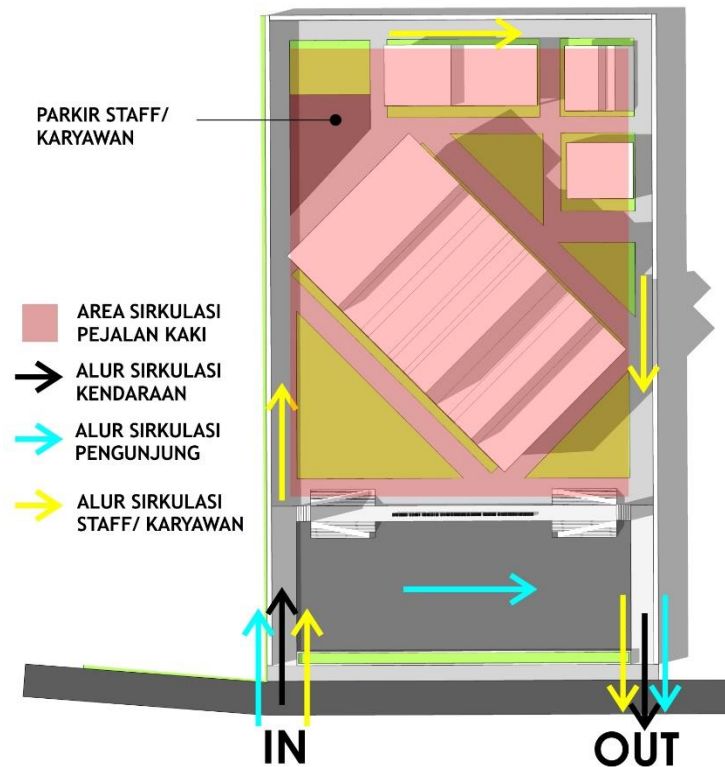 PARKIR STAFF/
KARYAWAN
AREA SIRKULASI
PEJALAN KAKI
ALUR SIRKULASI
KENDARAAN
ALUR SIRKULASI
PENGUNJUNG
ALUR SIRKULASI
STAFF/ KARYAWAN
IN
OUT